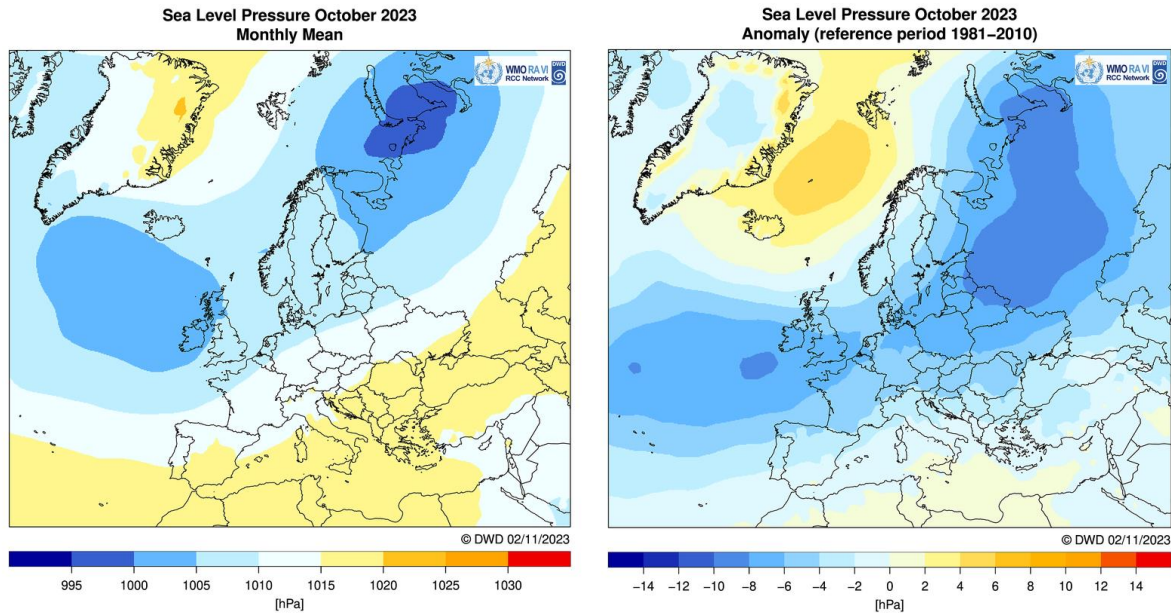 Sea Level Pressure October 2023
Monthly Mean
WMO RA VI
RCC Network
DWD
© DWD 02/11/2023
995 1000 1005 1010 1015 1020 1025 1030
[hPa]
Sea Level Pressure October 2023
Anomaly (reference period 1981−2010)
WMO RA VI
RCC Network
DWD
© DWD 02/11/2023
−14 −12 −10 −8 −6 −4 −2 0 2 4 6 8 10 12 14
[hPa]